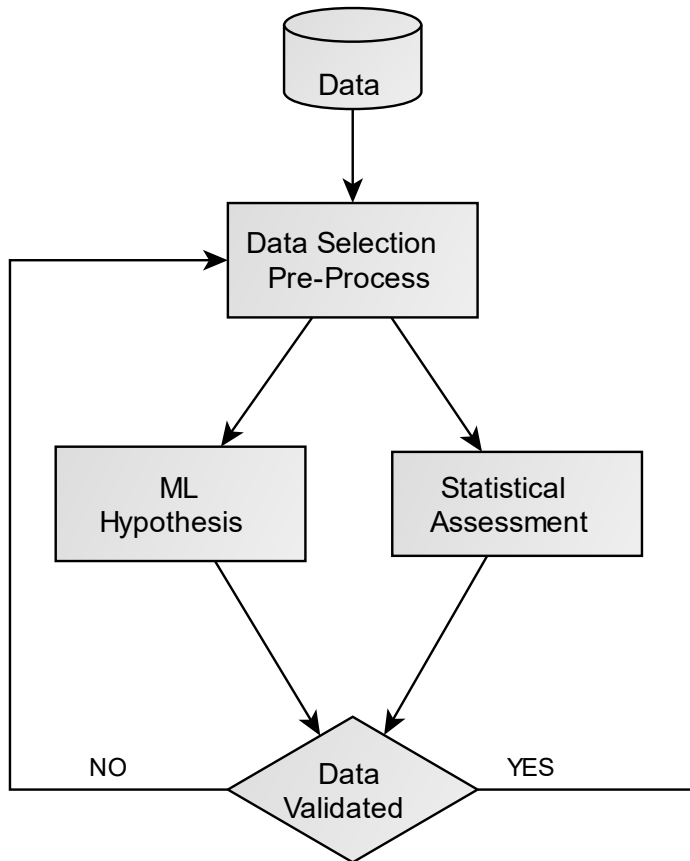 Data
Data Selection
Pre-Process
ML
Hypothesis
Statistical
Assessment
NO
Data
Validated
YES